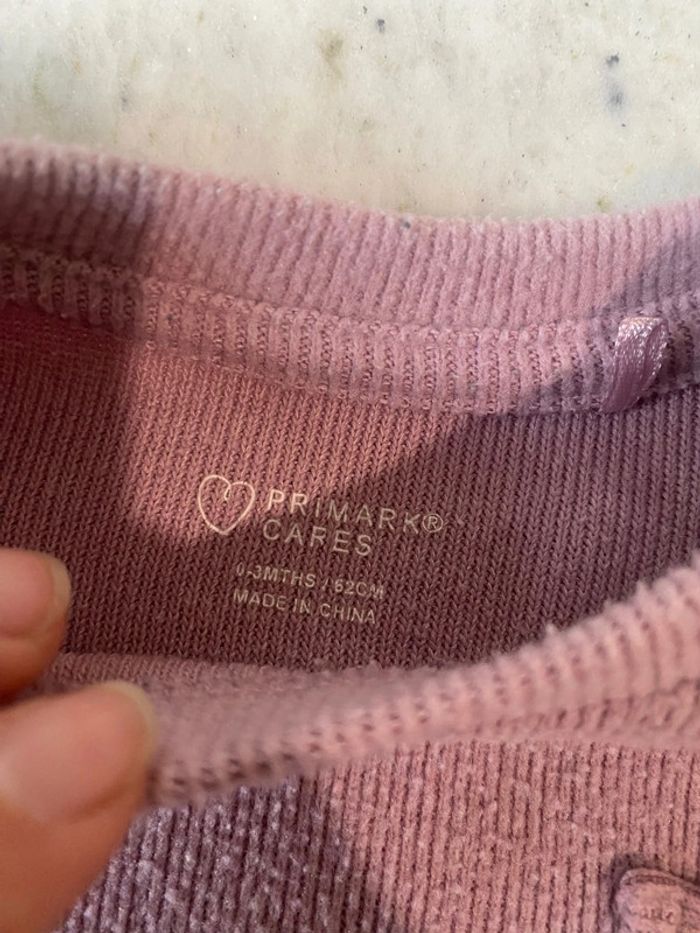 PRIMARK®
CARES
0-3MTHS / 62CM
MADE IN CHINA